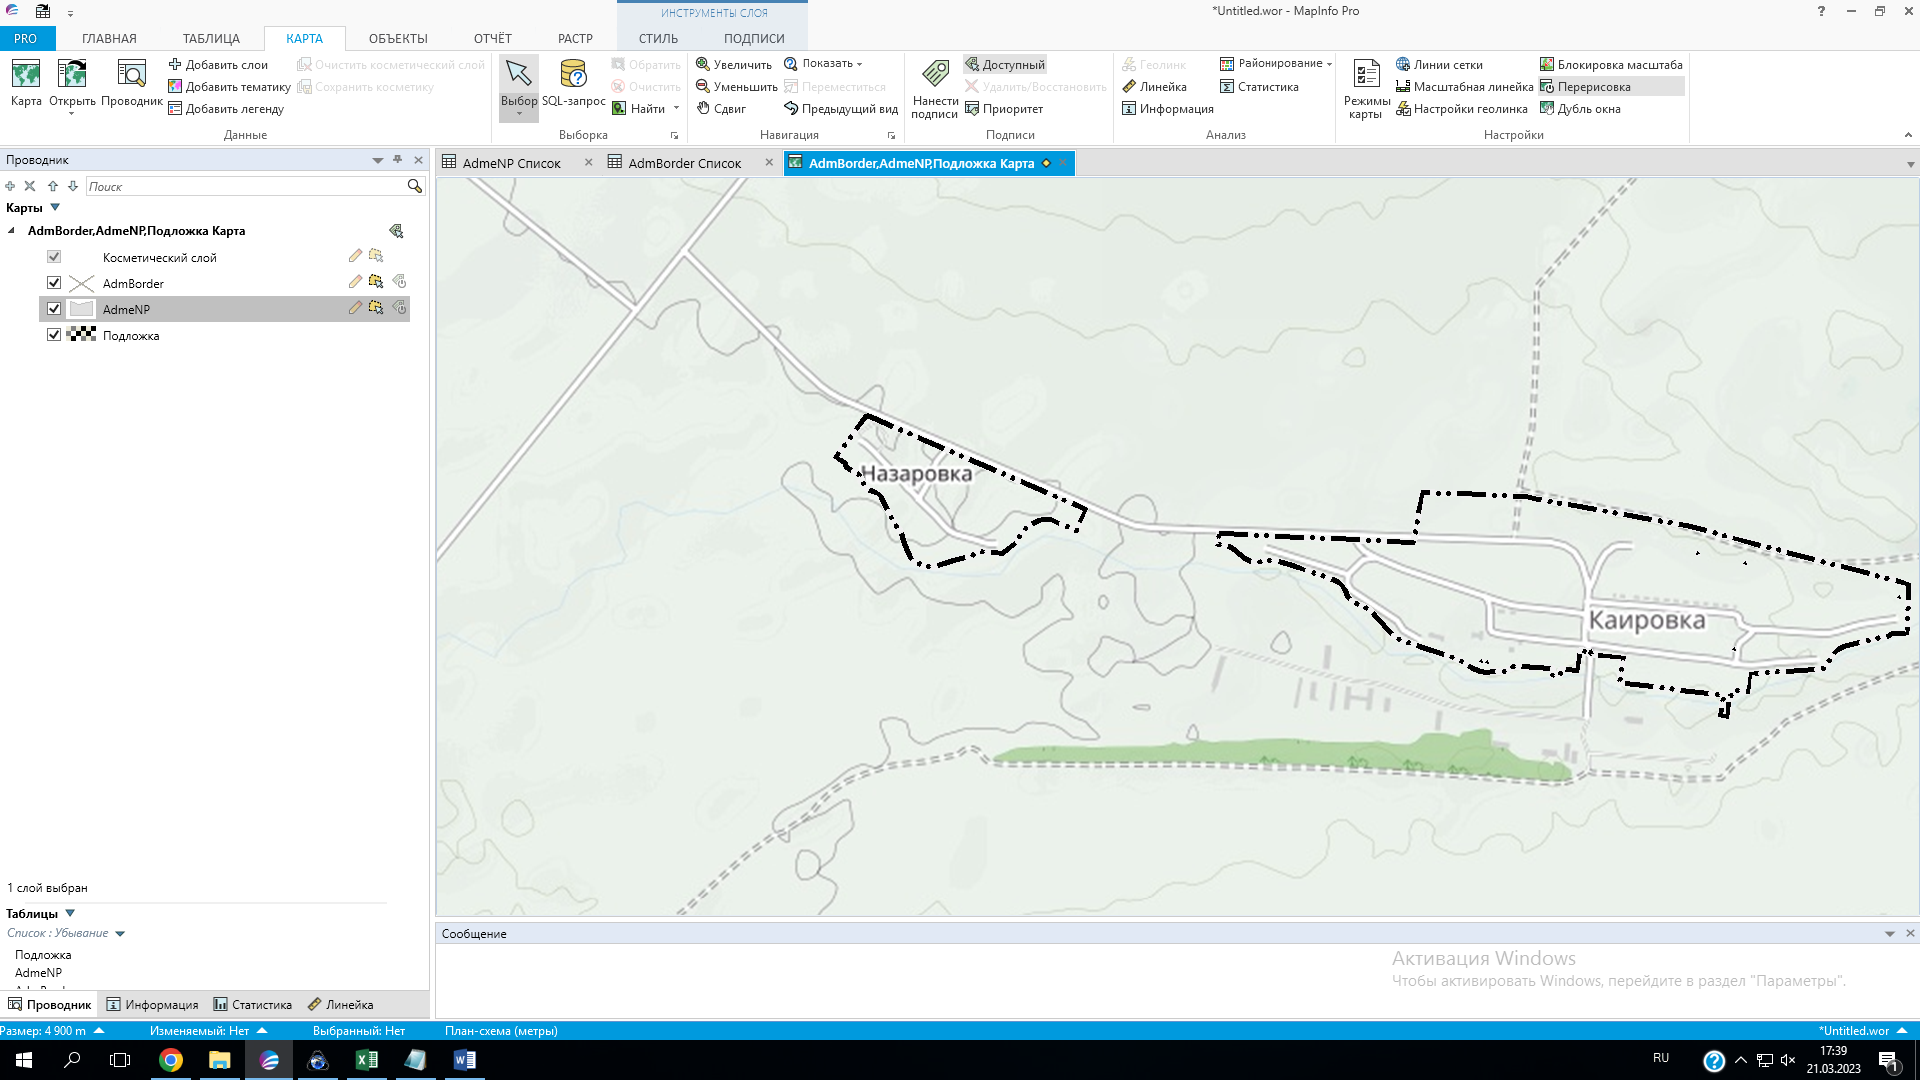 ИНСТРУМЕНТЫ СЛОЯ
*Untitled.wor - MapInfo Pro
PRO ГЛАВНАЯ ТАБЛИЦА КАРТА ОБЪЕКТЫ ОТЧЁТ РАСТР СТИЛЬ ПОДПИСИ
Карта
Открыть
Проводник
Добавить слои
Добавить тематику
Добавить легенду
Очистить косметический слой
Сохранить косметику
Данные
Выбор
SQL-запрос
Обратить
Очистить
Найти
Выборка
Увеличить
Уменьшить
Сдвиг
Показать
Переместиться
Предыдущий вид
Навигация
Нанести
подписи
Доступный
Удалить/Восстановить
Приоритет
Подписи
Геолинк
Линейка
Информация
Районирование
Статистика
Анализ
Режимы
карты
Линии сетки
Масштабная линейка
Настройки геолинка
Блокировка масштаба
Перерисовка
Дубль окна
Настройки
Проводник
Поиск
Карты
AdmBorder,AdmeNP,Подложка Карта
Косметический слой
AdmBorder
AdmeNP
Подложка
1 слой выбран
Таблицы
Список : Убывание
Подложка
AdmeNP
Проводник Информация Статистика Линейка
AdmeNP Список AdmBorder Список AdmBorder,AdmeNP,Подложка Карта
Назаровка
Каировка
Сообщение
Активация Windows
Чтобы активировать Windows, перейдите в раздел "Параметры".
Размер: 4 900 m Изменяемый: Нет Выбранный: Нет План-схема (метры) *Untitled.wor
RU
17:39
21.03.2023
1